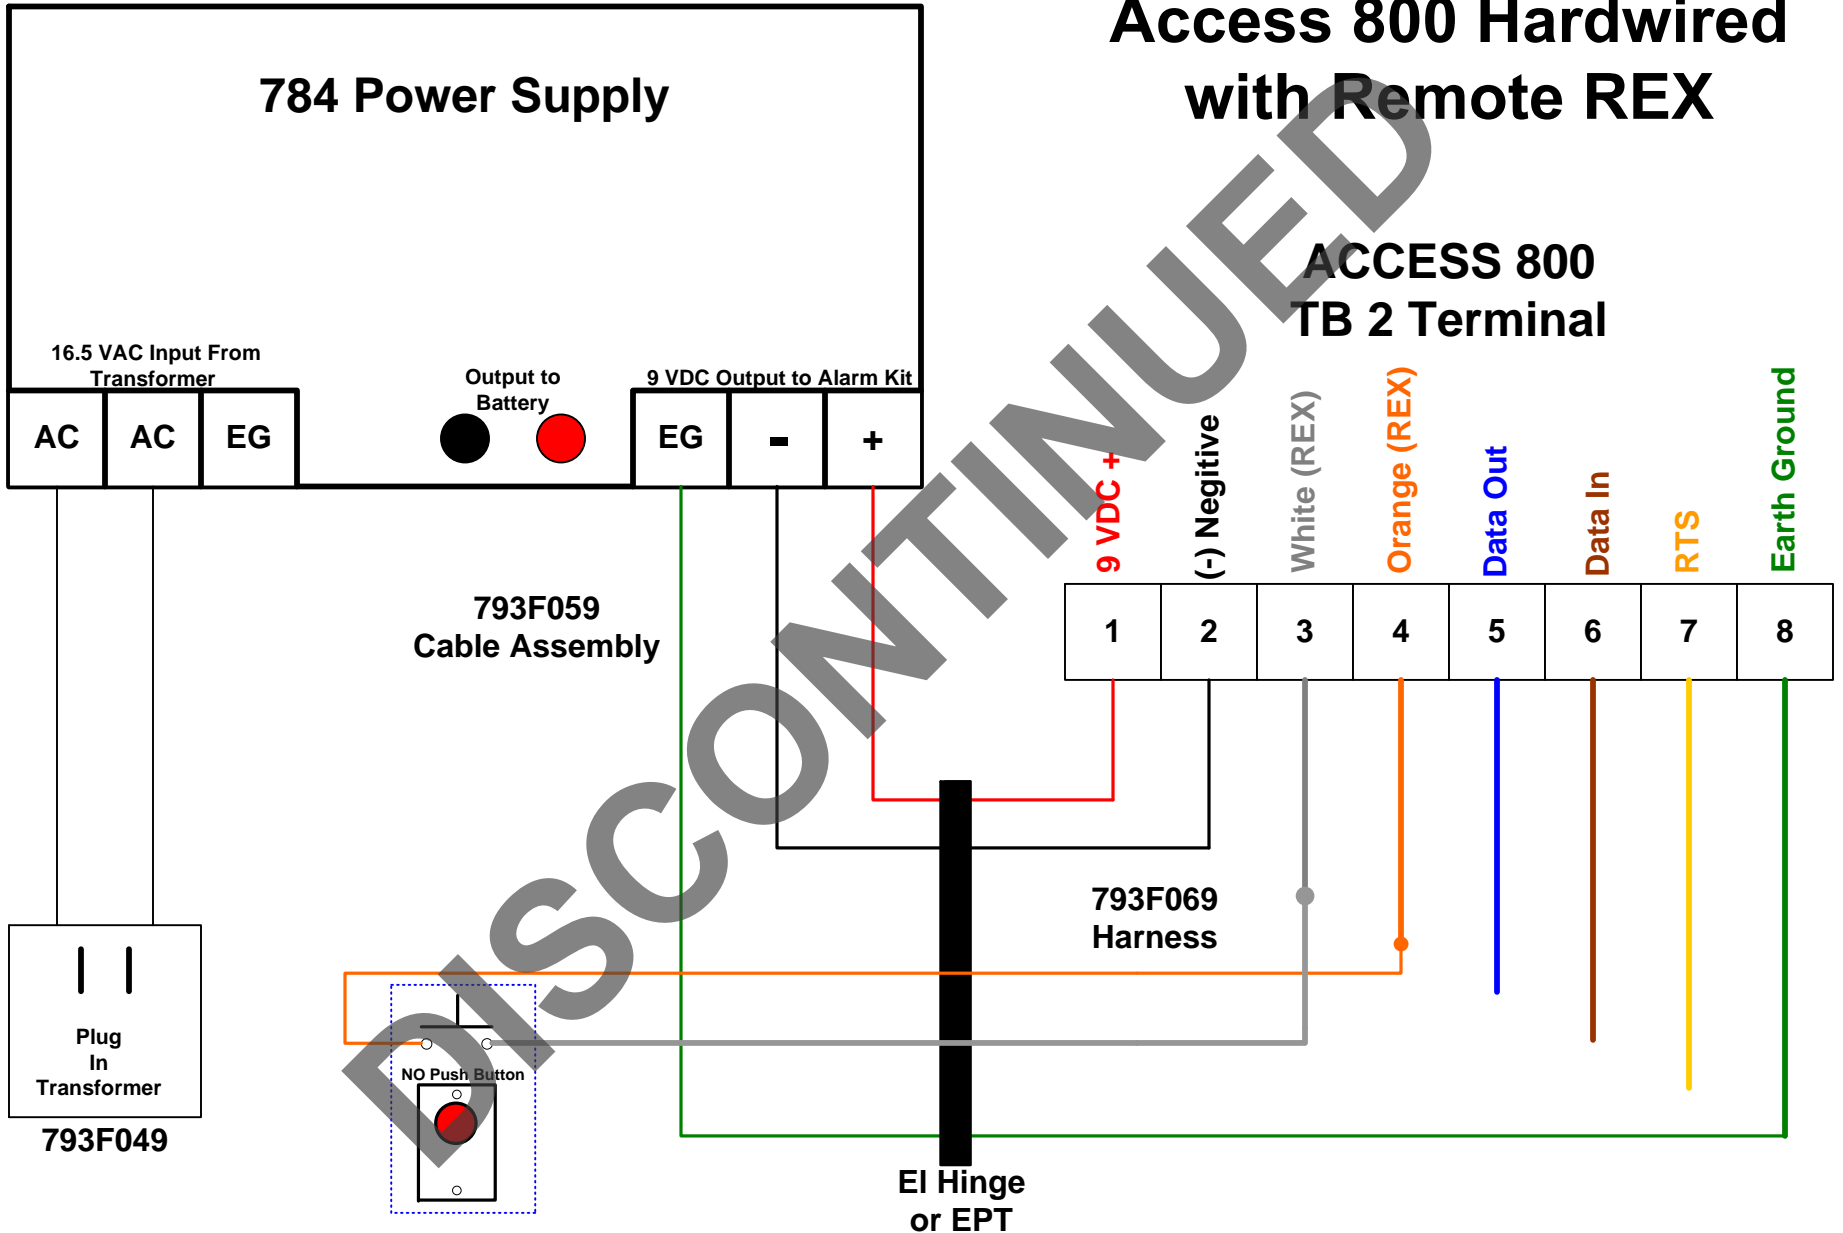 Access 800 Hardwired
with Remote REX
784 Power Supply
ACCESS 800
TB 2 Terminal
16.5 VAC Input From
Transformer
Output to
Battery
9 VDC Output to Alarm Kit
AC
AC
EG
EG
-
+
9 VDC +
(-) Negitive
White (REX)
Orange (REX)
Data Out
Data In
RTS
Earth Ground
1
2
3
4
5
6
7
8
793F059
Cable Assembly
793F069
Harness
Plug
In
Transformer
793F049
NO Push Button
El Hinge
or EPT
DISCONTINUED